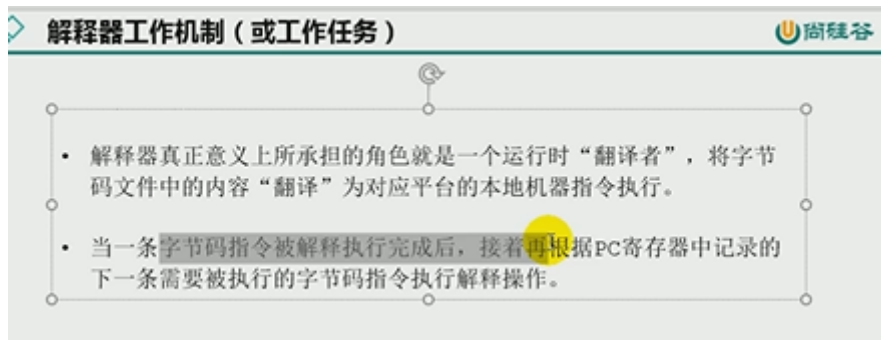 解释器工作机制（或工作任务）
尚硅谷
• 解释器真正意义上所承担的角色就是一个运行时“翻译者”，将字节
码文件中的内容“翻译”为对应平台的本地机器指令执行。
• 当一条字节码指令被解释执行完成后，接着再根据PC寄存器中记录的
下一条需要被执行的字节码指令执行解释操作。